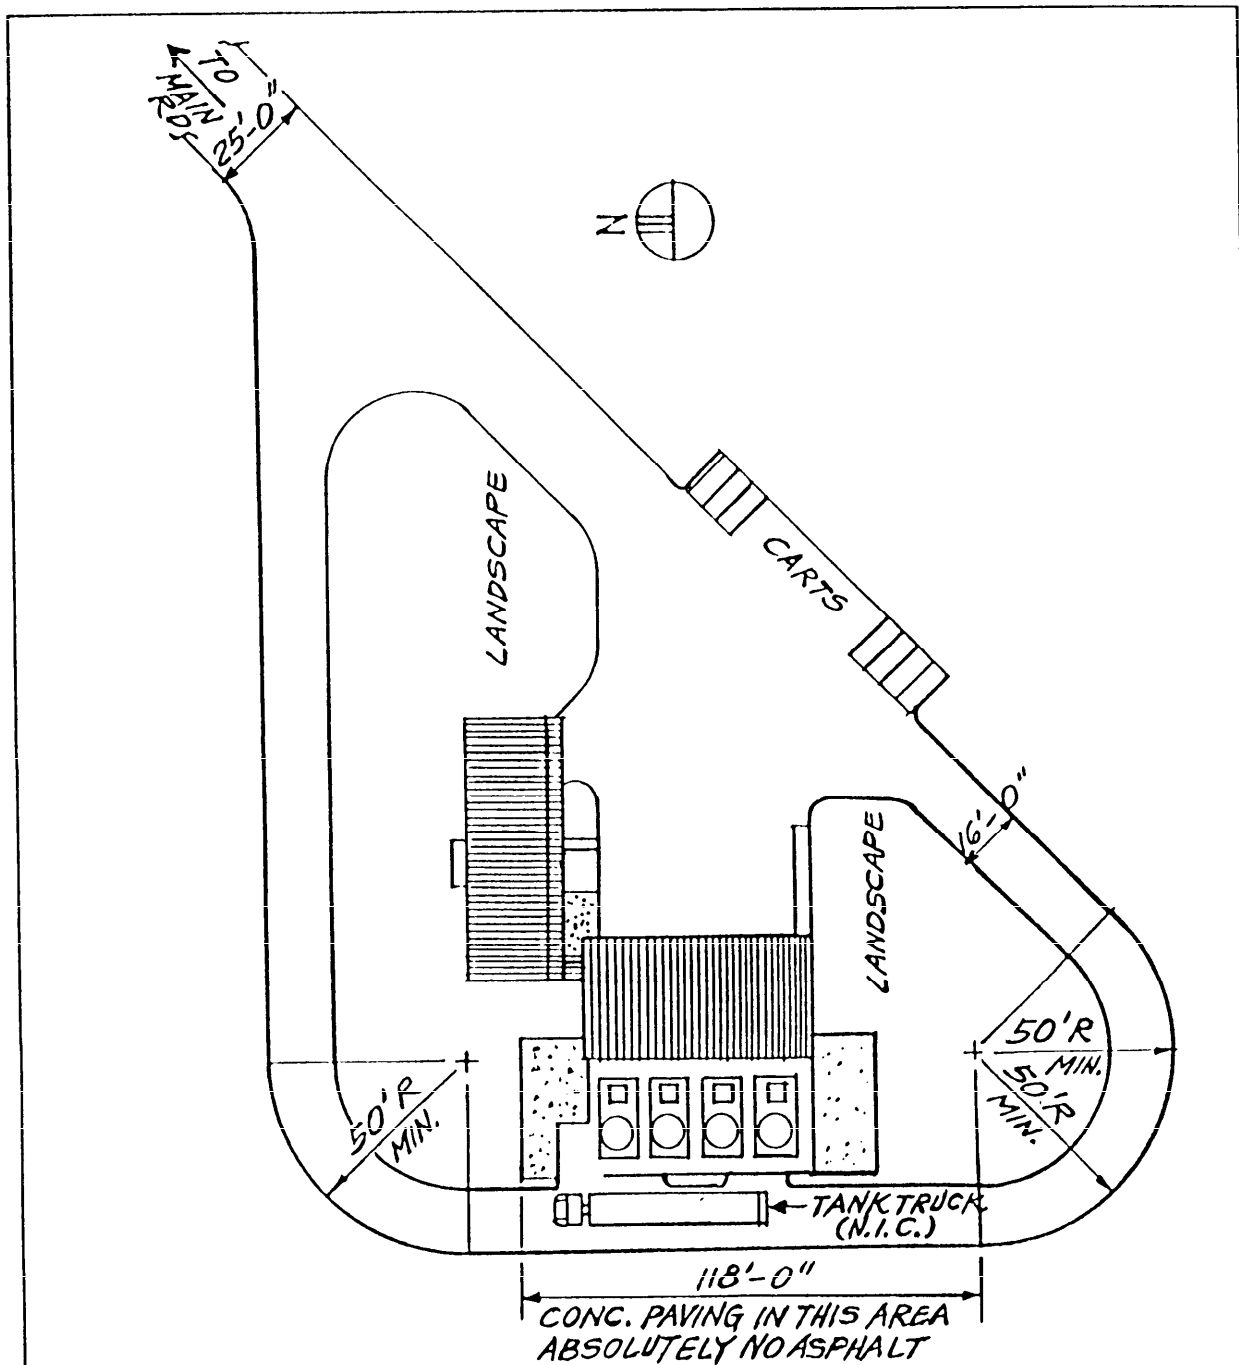 TO
MAIN
RDS
25'-0"
N
LANDSCAPE
CARTS
16'-0"
LANDSCAPE
50'R
MIN.
50'R
MIN.
50'R
MIN.
TANK TRUCK
(N.I.C.)
118'-0"
CONC. PAVING IN THIS AREA
ABSOLUTELY NO ASPHALT